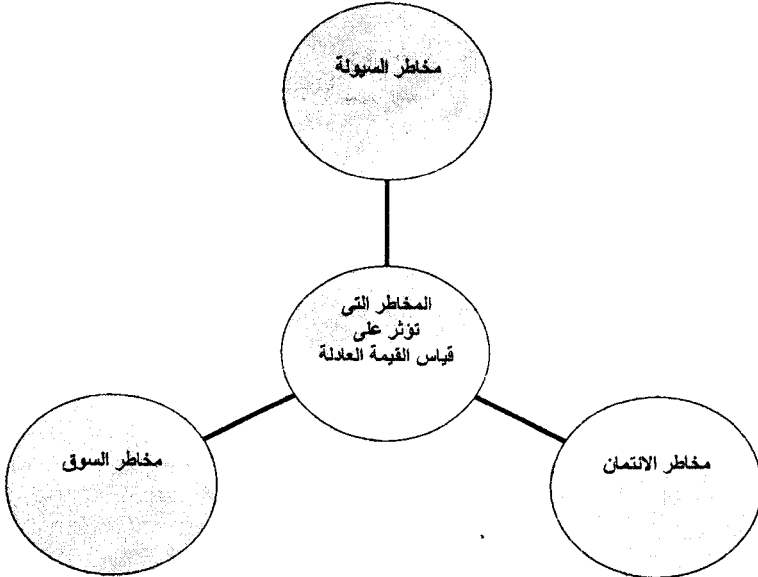 مخاطر السيولة
المخاطر التى
تؤثر على
قياس القيمة العادلة
مخاطر السوق
مخاطر الائتمان